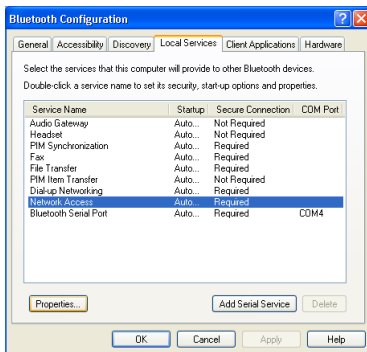 Bluetooth Configuration
General Accessibility Discovery Local Services Client Applications Hardware
Select the services that this computer will provide to other Bluetooth devices.
Double-click a service name to set its security, start-up options and properties.
Service Name Startup Secure Connection COM Port
Audio Gateway Auto... Not Required
Headset Auto... Not Required
PIM Synchronization Auto... Required
Fax Auto... Required
File Transfer Auto... Required
PIM Item Transfer Auto... Not Required
Dial-up Networking Auto... Required
Network Access Auto... Required
Bluetooth Serial Port Auto... Required COM4
Properties... Add Serial Service Delete
OK Cancel Apply Help